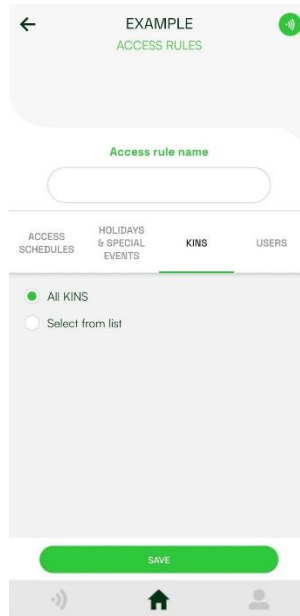 EXAMPLE
ACCESS RULES
Access rule name
ACCESS
SCHEDULES
HOLIDAYS
& SPECIAL
EVENTS
KINS
USERS
All KINS
Select from list
SAVE